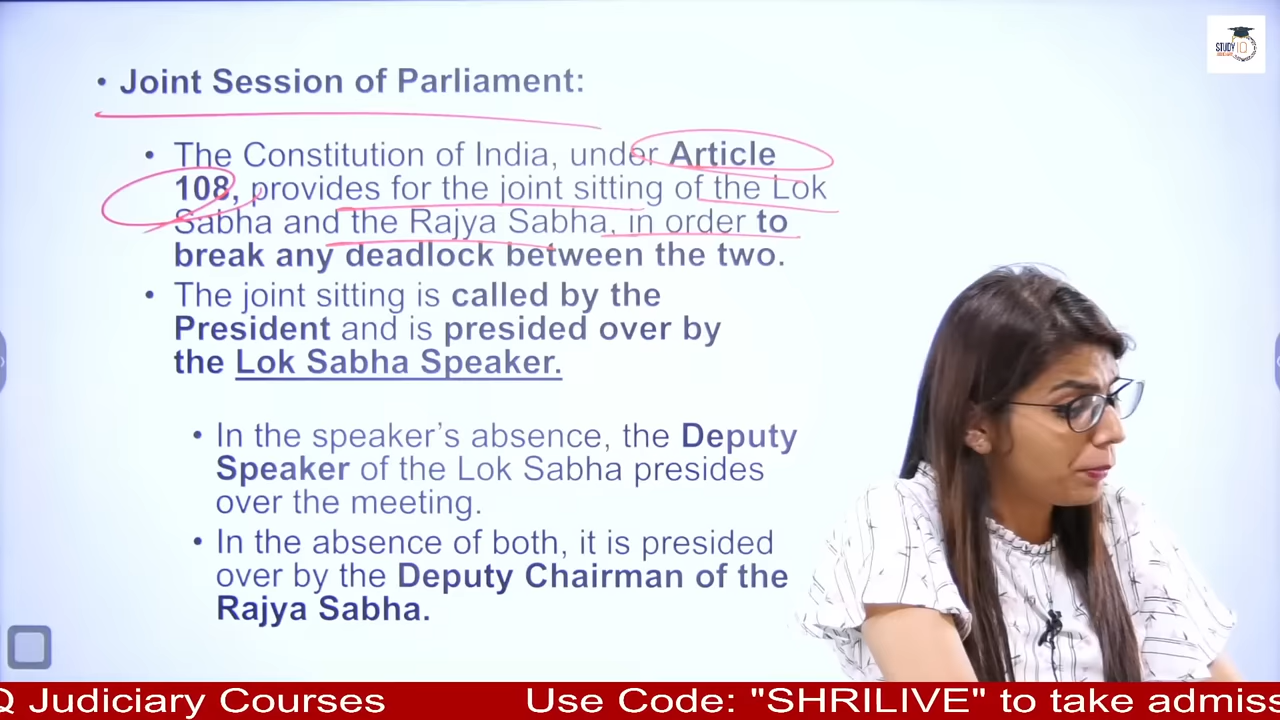 STUDY IQ
• Joint Session of Parliament:
• The Constitution of India, under Article
108, provides for the joint sitting of the Lok
Sabha and the Rajya Sabha, in order to
break any deadlock between the two.
• The joint sitting is called by the
President and is presided over by
the Lok Sabha Speaker.
• In the speaker’s absence, the Deputy
Speaker of the Lok Sabha presides
over the meeting.
• In the absence of both, it is presided
over by the Deputy Chairman of the
Rajya Sabha.
Q Judiciary Courses Use Code: "SHRILIVE" to take admiss